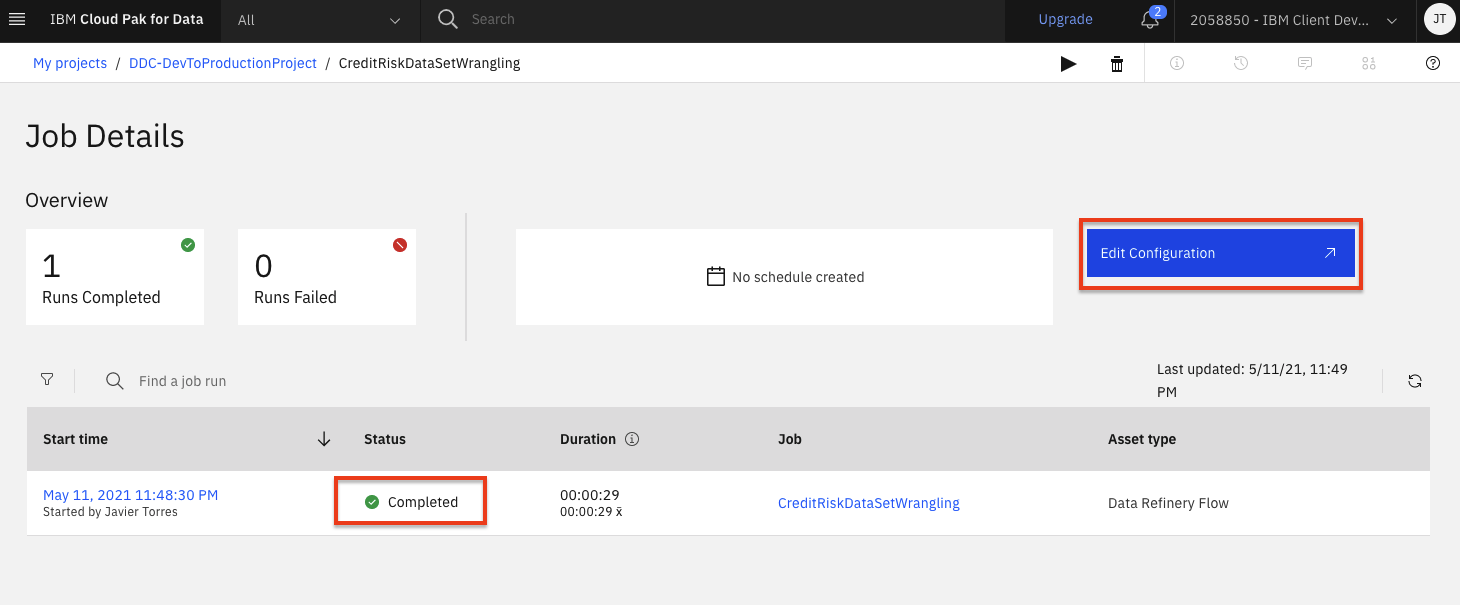 IBM Cloud Pak for Data
All
Search
Upgrade
2
2058850 - IBM Client Dev...
JT
My projects / DDC-DevToProductionProject / CreditRiskDataSetWrangling
Job Details
Overview
1
Runs Completed
0
Runs Failed
No schedule created
Edit Configuration
Find a job run
Last updated: 5/11/21, 11:49
PM
Start time
Status
Duration
Job
Asset type
May 11, 2021 11:48:30 PM
Started by Javier Torres
Completed
00:00:29
00:00:29 x̄
CreditRiskDataSetWrangling
Data Refinery Flow